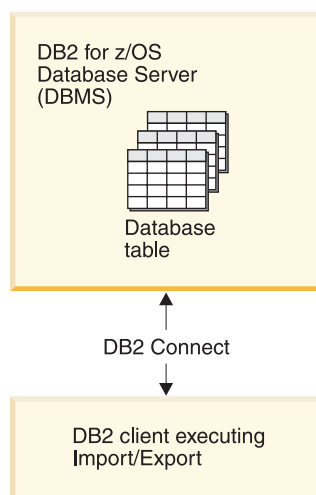 DB2 for z/OS
Database Server
(DBMS)
Database
table
DB2 Connect
DB2 client executing
Import/Export